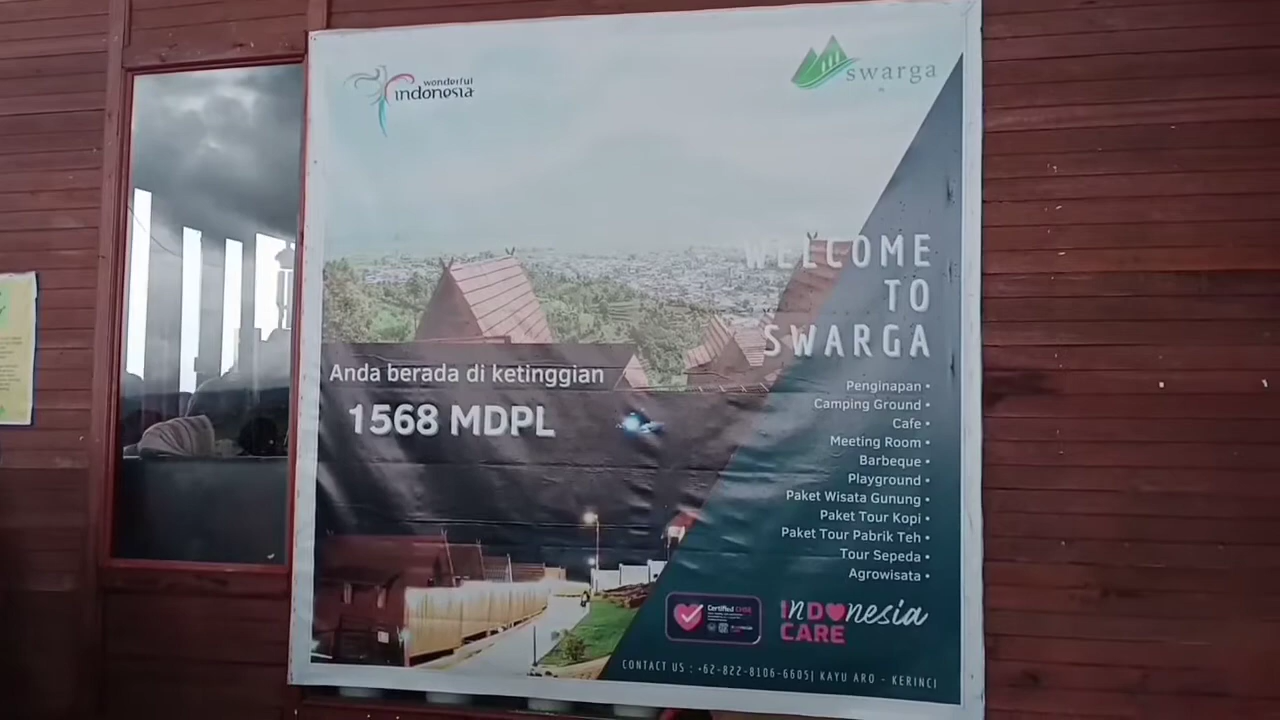 wonderful
indonesia
swarga
WELCOME
TO
SWARGA
Anda berada di ketinggian
1568 MDPL
Penginapan •
Camping Ground •
Cafe •
Meeting Room •
Barbeque •
Playground •
Paket Wisata Gunung •
Paket Tour Kopi •
Paket Tour Pabrik Teh •
Tour Sepeda •
Agrowisata •
Certified CHSE
INDONesia
CARE
CONTACT US : +62-822-8106-6605| KAYU ARO - KERINCI